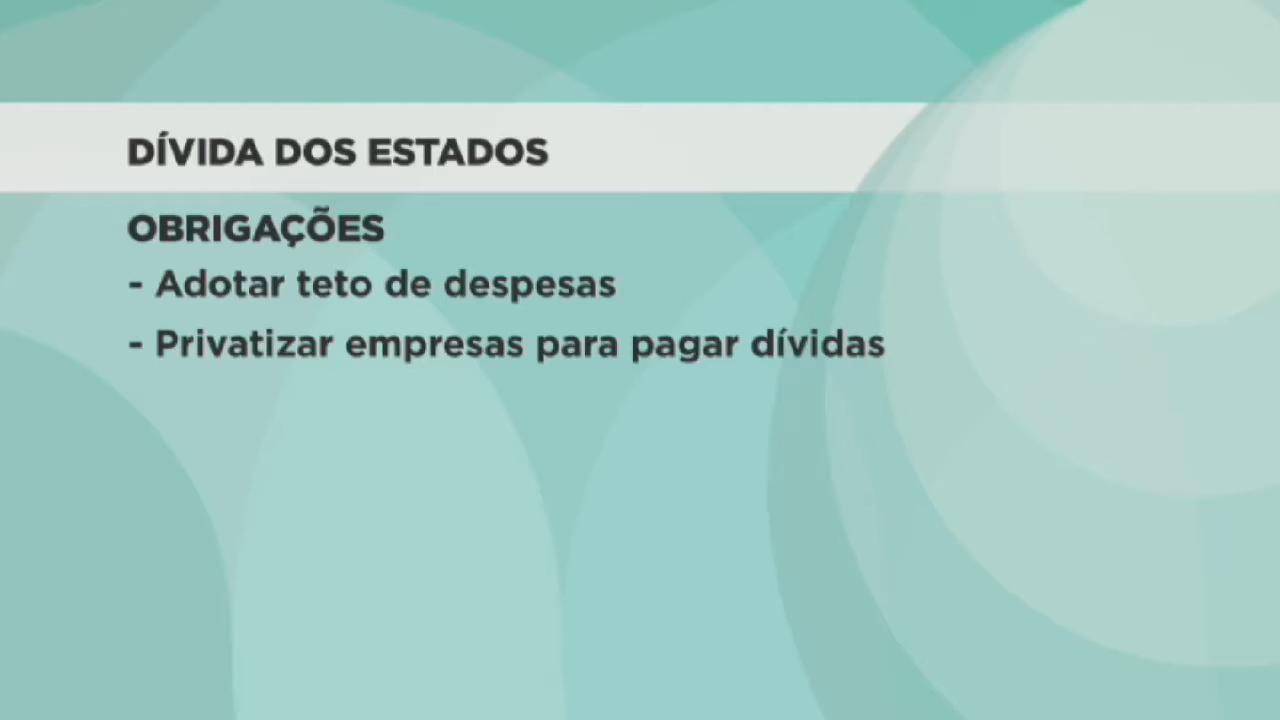 DÍVIDA DOS ESTADOS
OBRIGAÇÕES
- Adotar teto de despesas
- Privatizar empresas para pagar dívidas